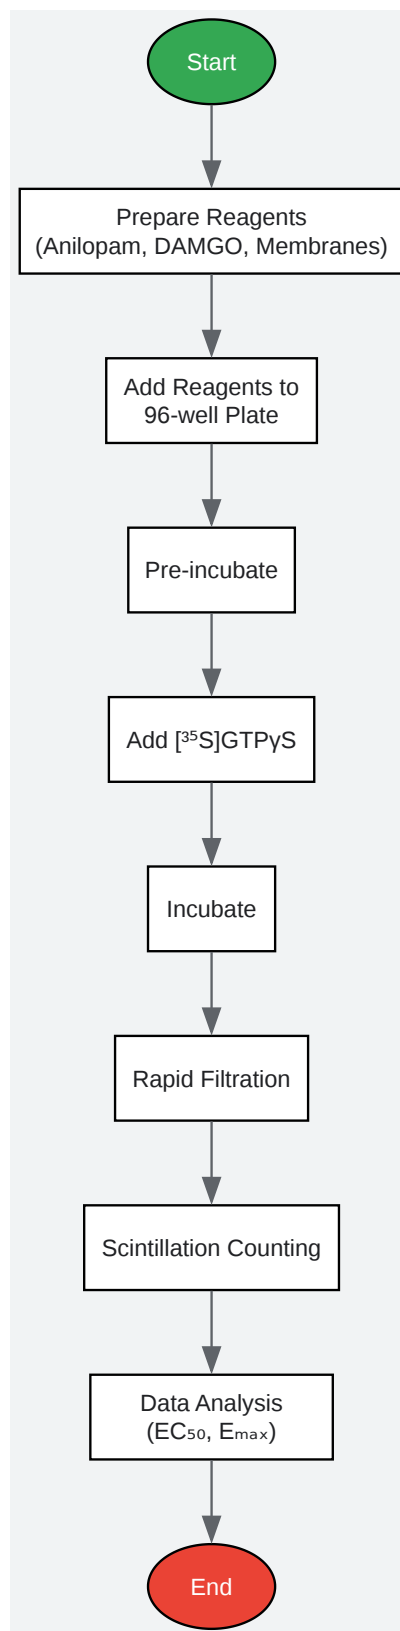 Start
Prepare Reagents
(Anilopam, DAMGO, Membranes)
Add Reagents to
96-well Plate
Pre-incubate
Add [³⁵S]GTPγS
Incubate
Rapid Filtration
Scintillation Counting
Data Analysis
(EC₅₀, Eₘₐₓ)
End